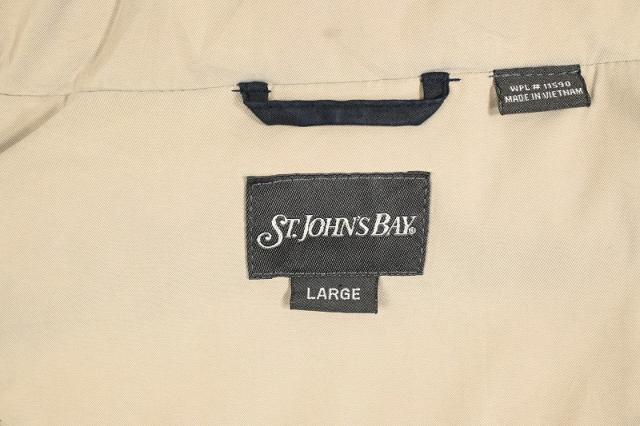 WPL # 11590
MADE IN VIETNAM
ST. JOHN'S BAY®
LARGE